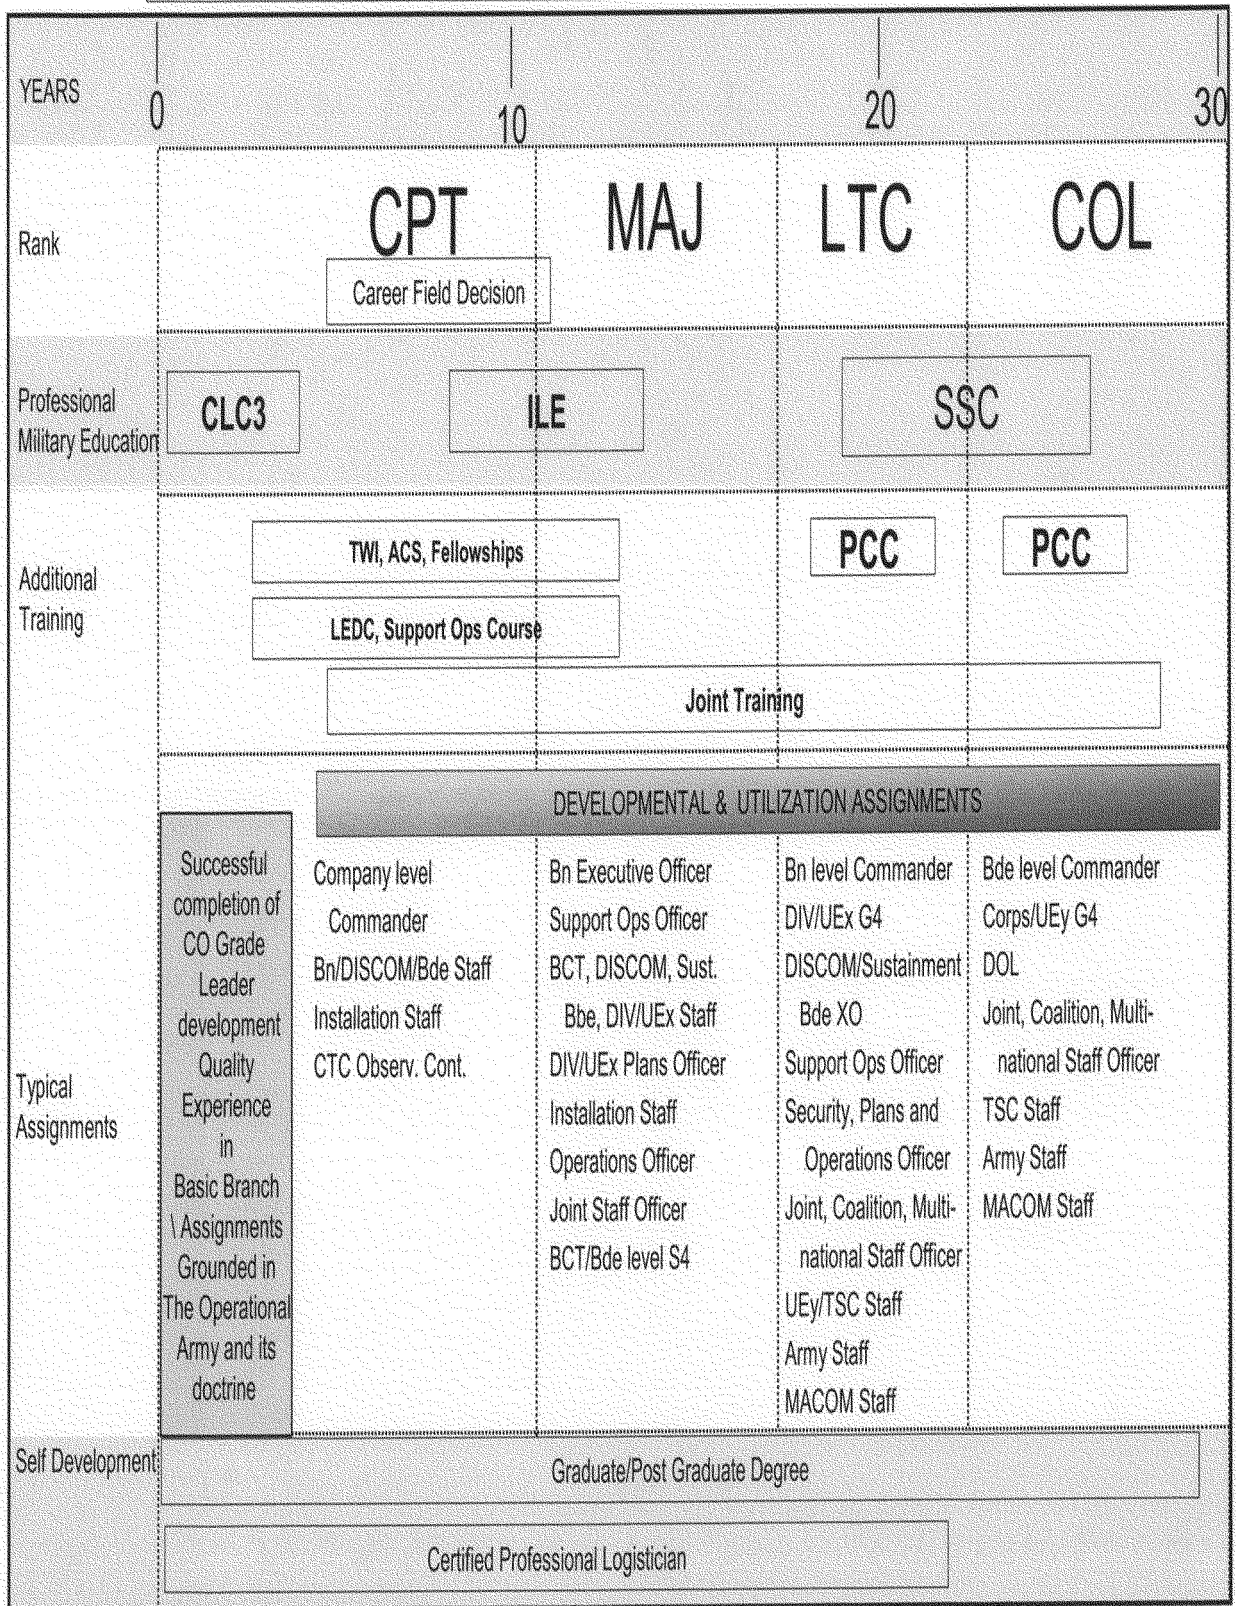 YEARS
0
10
20
30
Rank
CPT
MAJ
LTC
COL
Career Field Decision
Professional
Military Education
CLC3
ILE
SSC
Additional
Training
TWI, ACS, Fellowships
PCC
PCC
LEDC, Support Ops Course
Joint Training
Typical
Assignments
DEVELOPMENTAL & UTILIZATION ASSIGNMENTS
Successful
completion of
CO Grade
Leader
development
Quality
Experience
in
Basic Branch
\ Assignments
Grounded in
The Operational
Army and its
doctrine
Company level
Commander
Bn/DISCOM/Bde Staff
Installation Staff
CTC Observ. Cont.
Bn Executive Officer
Support Ops Officer
BCT, DISCOM, Sust.
Bbe, DIV/UEx Staff
DIV/UEx Plans Officer
Installation Staff
Operations Officer
Joint Staff Officer
BCT/Bde level S4
Bn level Commander
DIV/UEx G4
DISCOM/Sustainment
Bde XO
Support Ops Officer
Security, Plans and
Operations Officer
Joint, Coalition, Multi-
national Staff Officer
UEy/TSC Staff
Army Staff
MACOM Staff
Bde level Commander
Corps/UEy G4
DOL
Joint, Coalition, Multi-
national Staff Officer
TSC Staff
Army Staff
MACOM Staff
Self Development
Graduate/Post Graduate Degree
Certified Professional Logistician